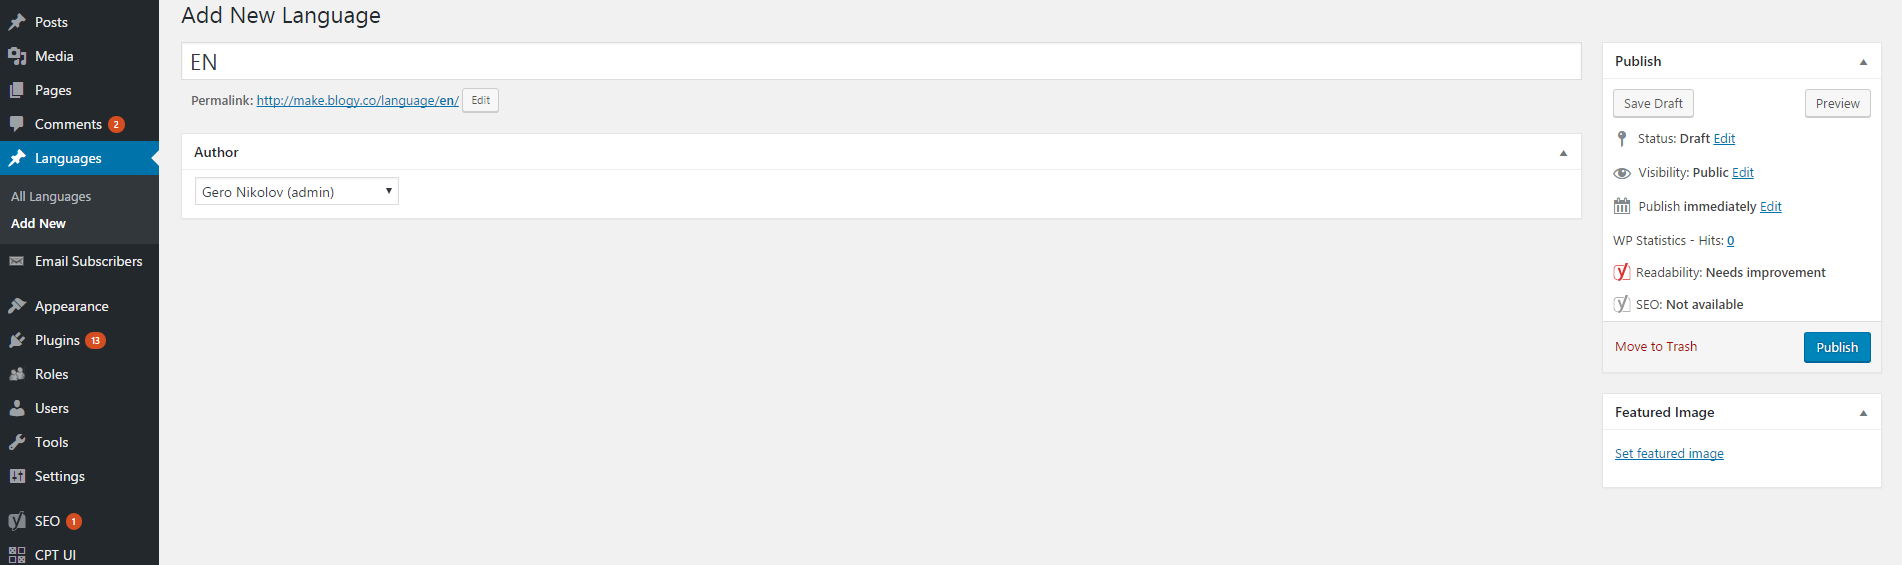 Posts
Media
Pages
Comments 2
Languages
All Languages
Add New
Email Subscribers
Appearance
Plugins 13
Roles
Users
Tools
Settings
SEO 1
CPT UI
Add New Language
EN
Permalink: http://make.blogy.co/language/en/ Edit
Author
Gero Nikolov (admin)
Publish
Save Draft Preview
Status: Draft Edit
Visibility: Public Edit
Publish immediately Edit
WP Statistics - Hits: 0
Readability: Needs improvement
SEO: Not available
Move to Trash Publish
Featured Image
Set featured image